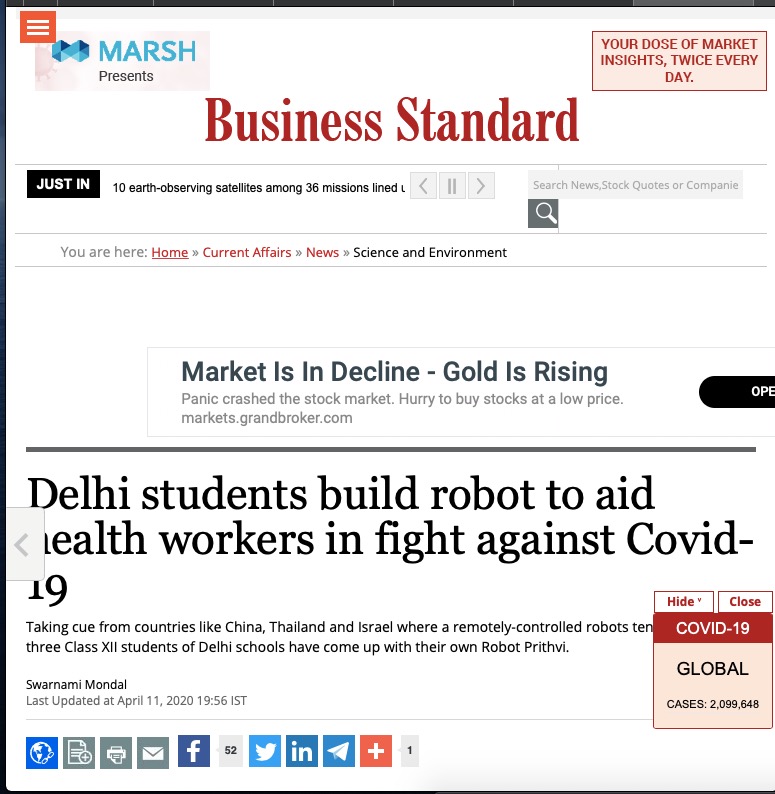 MARSH
Presents
YOUR DOSE OF MARKET
INSIGHTS, TWICE EVERY
DAY.
Business Standard
JUST IN
10 earth-observing satellites among 36 missions lined
Search News,Stock Quotes or Companie
You are here: Home » Current Affairs » News » Science and Environment
Market Is In Decline - Gold Is Rising
Panic crashed the stock market. Hurry to buy stocks at a low price.
markets.grandbroker.com
OPE
Delhi students build robot to aid
health workers in fight against Covid-
19
Taking cue from countries like China, Thailand and Israel where a remotely-controlled robots ten
three Class XII students of Delhi schools have come up with their own Robot Prithvi.
Hide
Close
COVID-19
GLOBAL
CASES: 2,099,648
Swarnami Mondal
Last Updated at April 11, 2020 19:56 IST
52
1